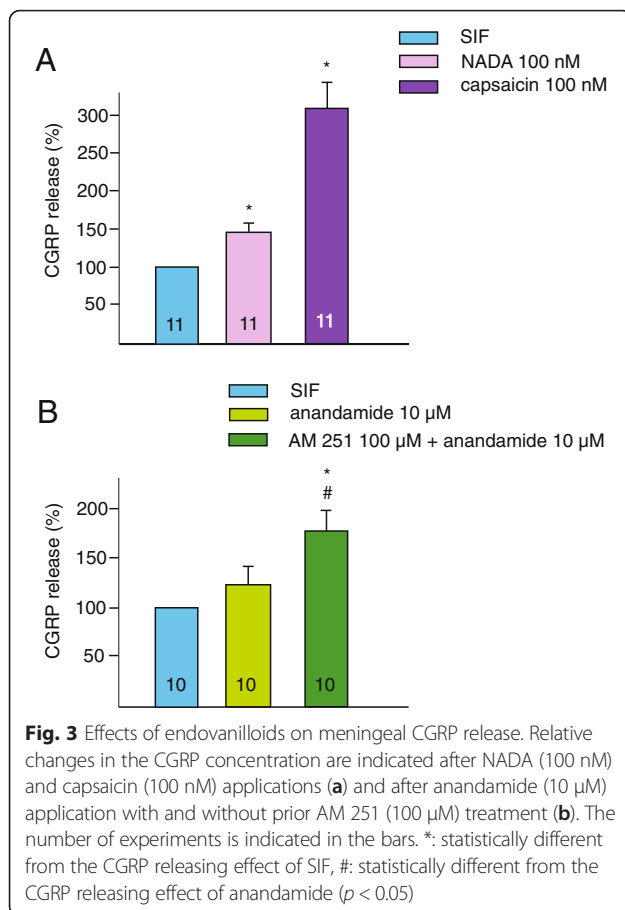 A
SIF
NADA 100 nM
capsaicin 100 nM
*
*
300
250
200
150
100
50
CGRP release (%)
11
11
11
B
SIF
anandamide 10 µM
AM 251 100 µM + anandamide 10 µM
*
#
200
150
100
50
CGRP release (%)
10
10
10
Fig. 3 Effects of endovanilloids on meningeal CGRP release. Relative
changes in the CGRP concentration are indicated after NADA (100 nM)
and capsaicin (100 nM) applications (a) and after anandamide (10 µM)
application with and without prior AM 251 (100 µM) treatment (b). The
number of experiments is indicated in the bars. *: statistically different
from the CGRP releasing effect of SIF, #: statistically different from the
CGRP releasing effect of anandamide (p < 0.05)